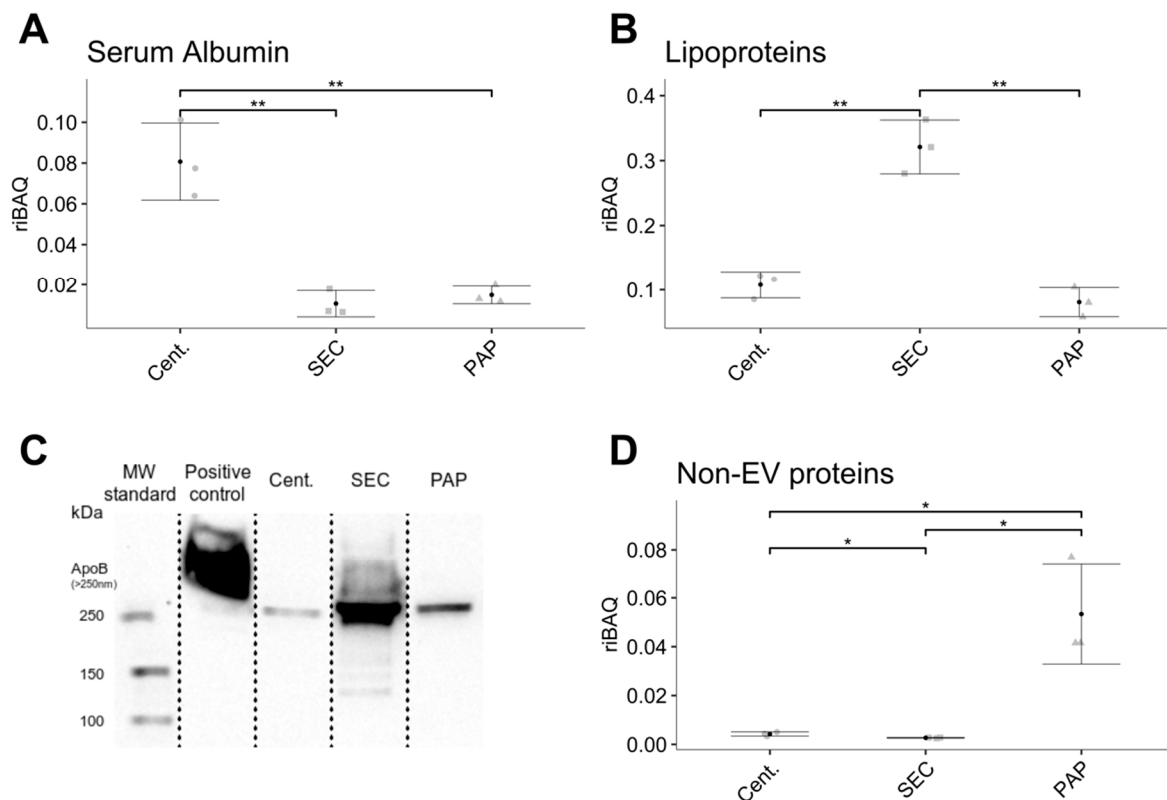 A
Serum Albumin
**
**
0.10
0.08
0.06
0.04
0.02
riBAQ
Cent.
SEC
PAP
B
Lipoproteins
**
**
0.4
0.3
0.2
0.1
riBAQ
Cent.
SEC
PAP
C
MW standard
Positive control
Cent.
SEC
PAP
kDa
ApoB
(>250nm)
250
150
100
D
Non-EV proteins
*
*
*
0.08
0.06
0.04
0.02
0.00
riBAQ
Cent.
SEC
PAP